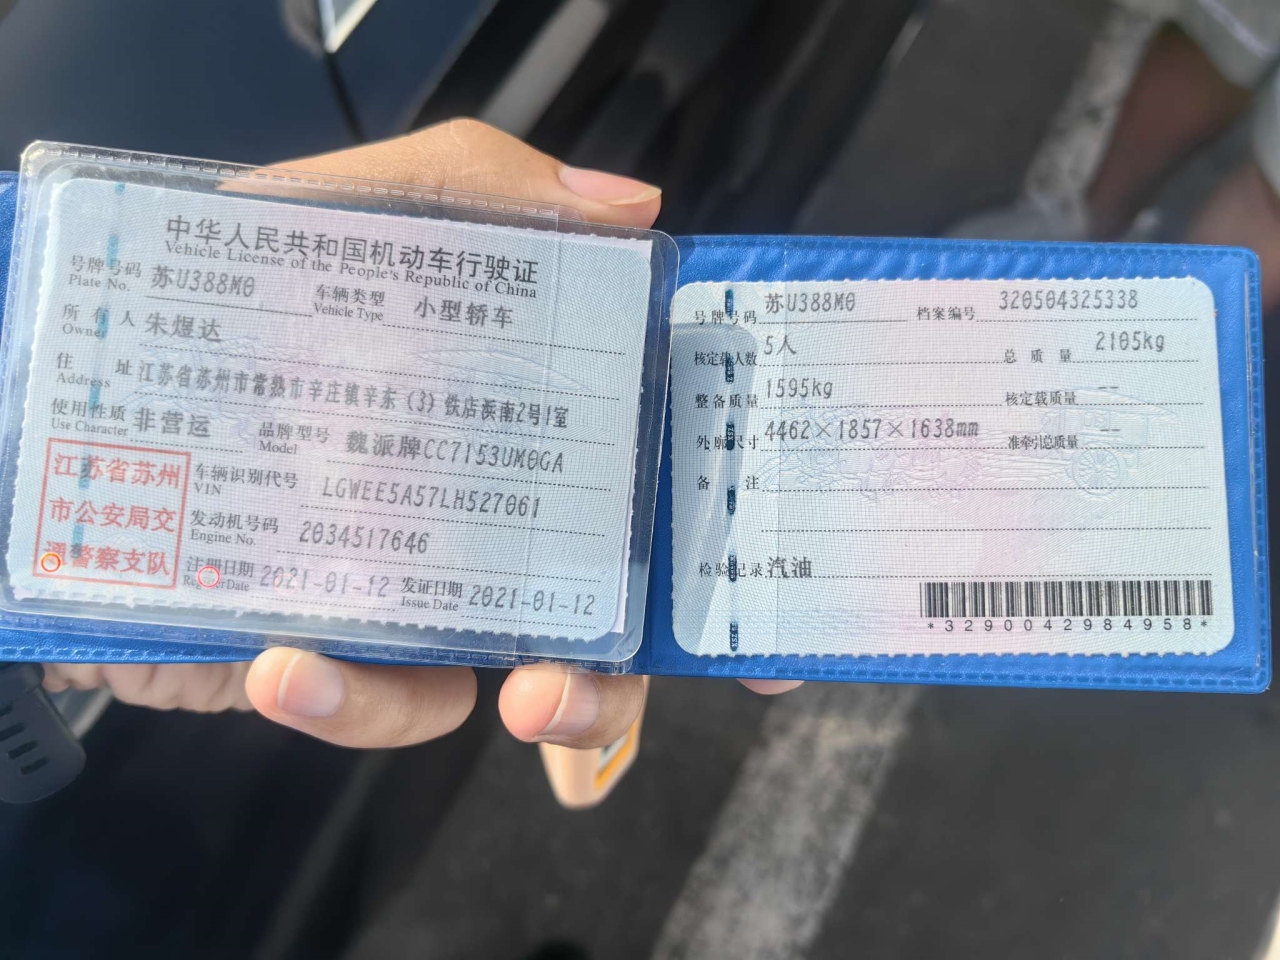 中华人民共和国机动车行驶证
Vehicle License of the People's Republic of China
号牌号码 苏U388M0 车辆类型 小型轿车
Plate No. Vehicle Type
所有人 朱煜达
Owner
住址 江苏省苏州市常熟市辛庄镇辛东(3)铁店浜南2号1室
Address
使用性质 非营运 品牌型号 魏派牌CC7153UM0GA
Use Character Model
江苏省苏州
市公安局交
通警察支队
车辆识别代号 LGWEE5A57LH527061
VIN
发动机号码 2034517646
Engine No.
注册日期 2021-01-12 发证日期 2021-01-12
Register Date Issue Date
号牌号码 苏U388M0 档案编号 320504325338
核定载人数 5人 总质量 2105kg
整备质量 1595kg 核定载质量 --
外廓尺寸 4462×1857×1638mm 准牵引总质量 --
备注
检验记录 汽油
*3290042984958*